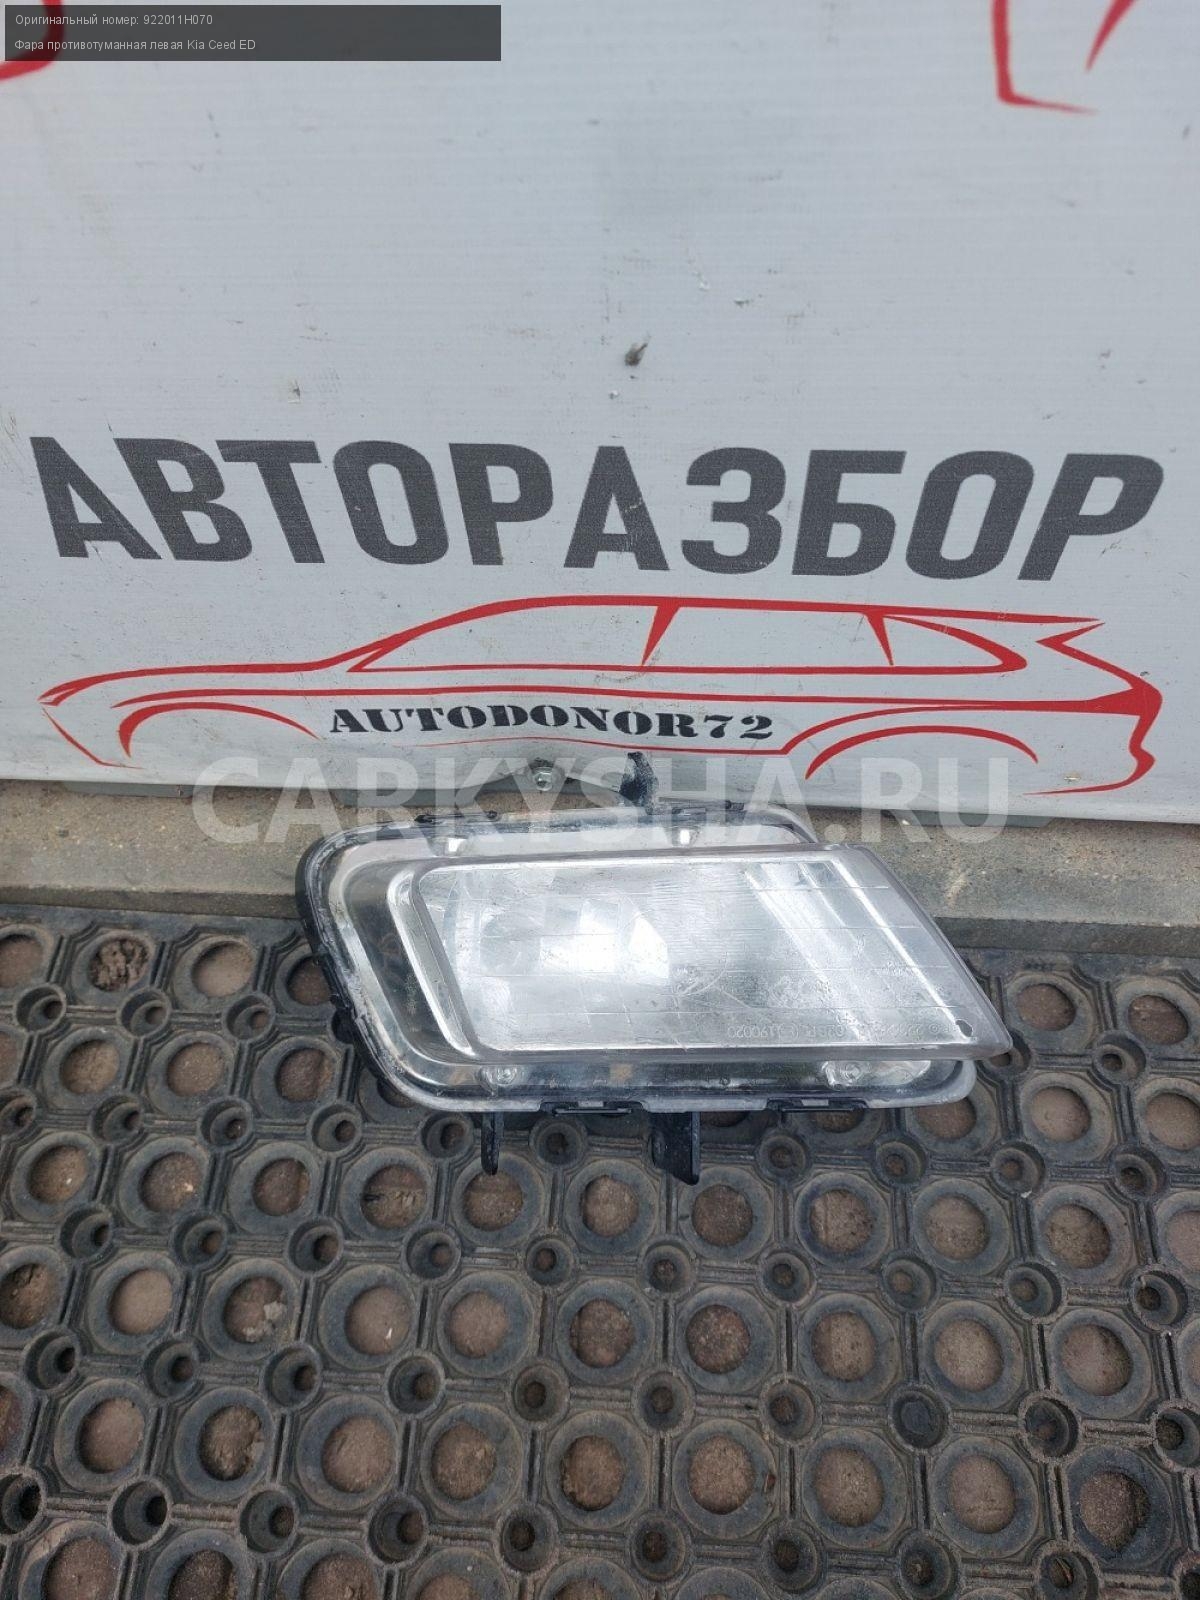 Оригинальный номер: 922011H070
Фара противотуманная левая Kia Ceed ED
АВТОРАЗБОР
AUTODONOR72
CARKYSHA.RU